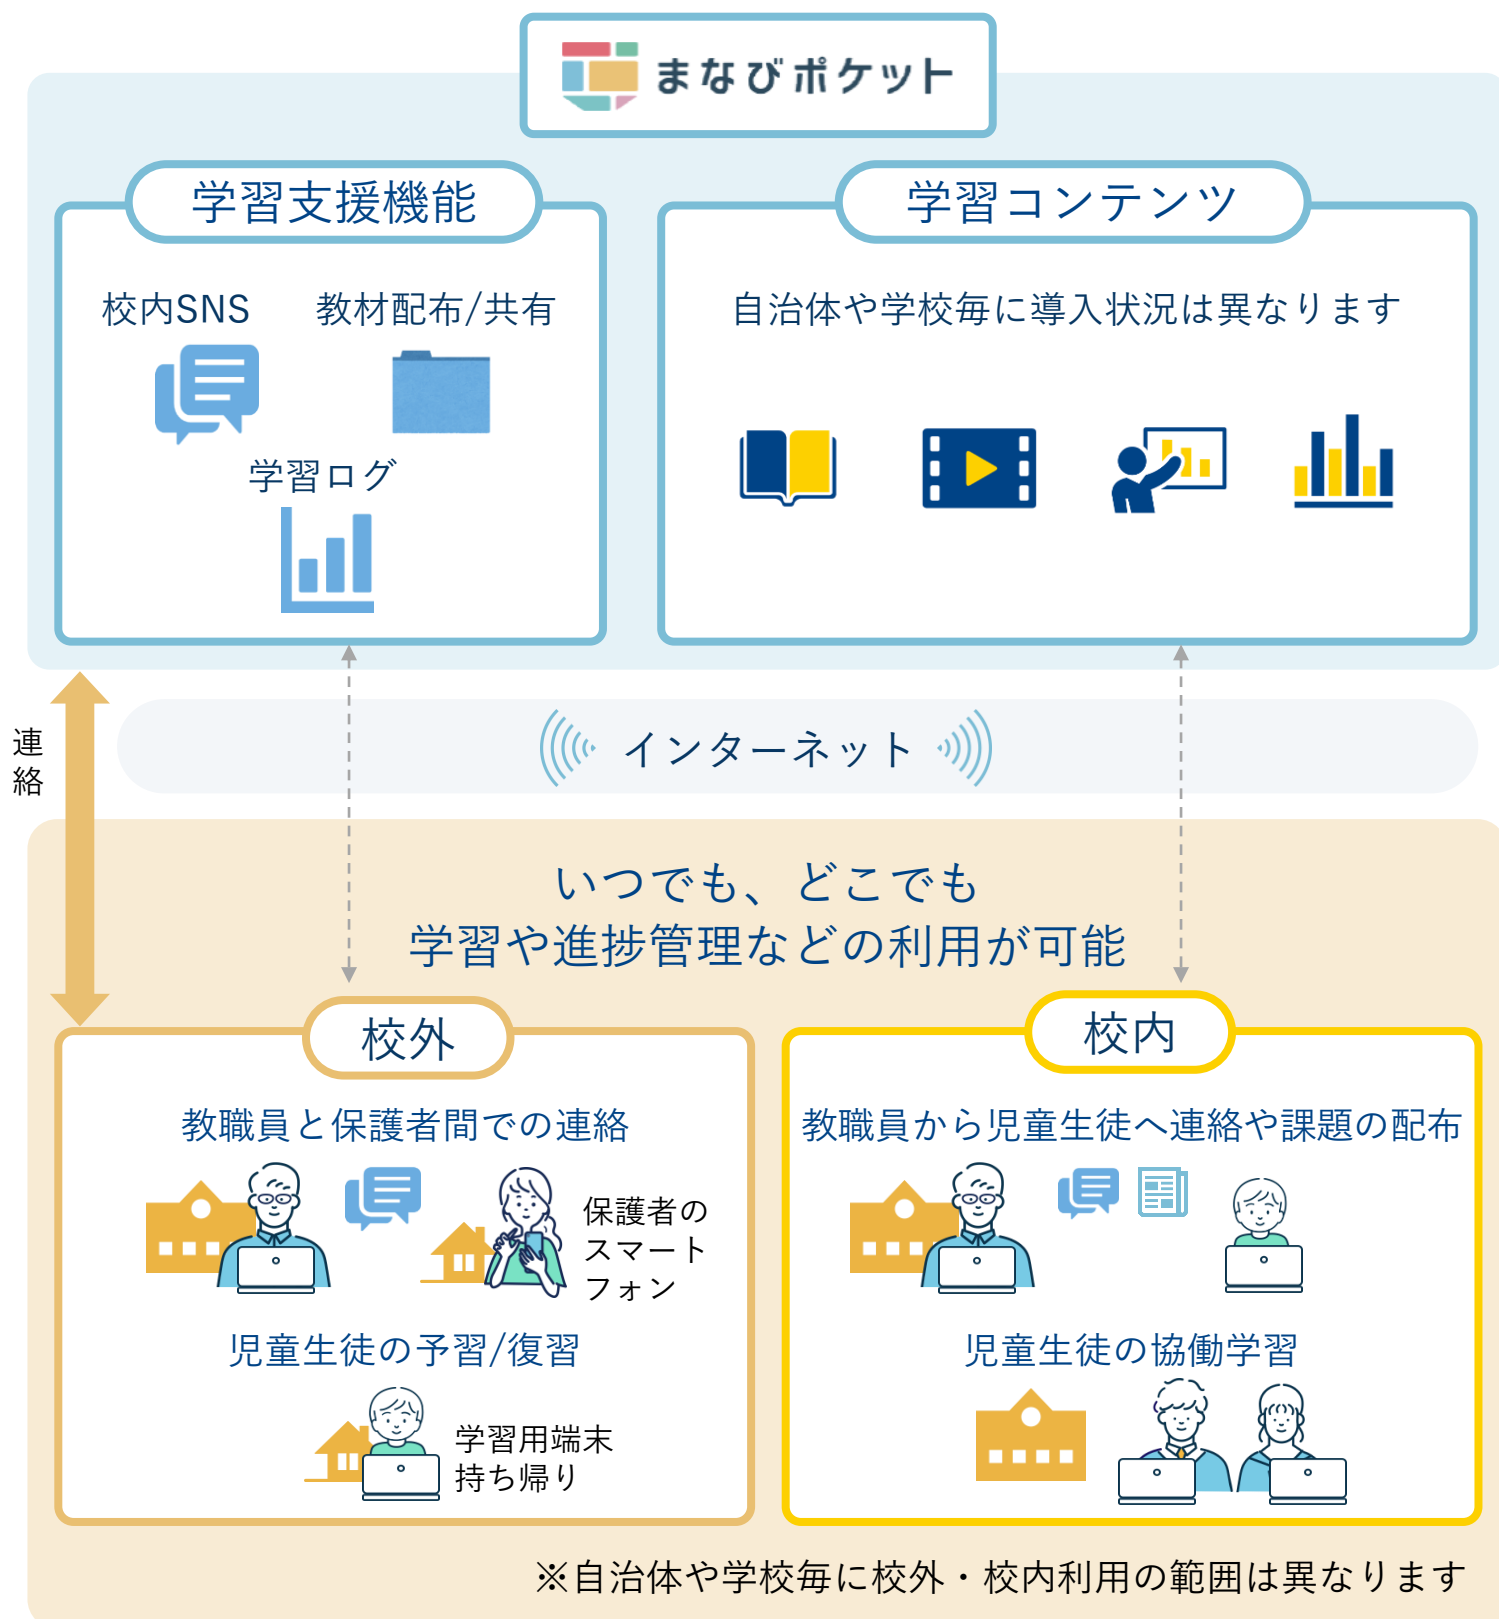 まなびポケット
学習支援機能
校内SNS
教材配布/共有
学習ログ
学習コンテンツ
自治体や学校毎に導入状況は異なります
連
絡
インターネット
いつでも、どこでも
学習や進捗管理などの利用が可能
校外
教職員と保護者間での連絡
保護者の
スマート
フォン
児童生徒の予習/復習
学習用端末
持ち帰り
校内
教職員から児童生徒へ連絡や課題の配布
児童生徒の協働学習
※自治体や学校毎に校外・校内利用の範囲は異なります